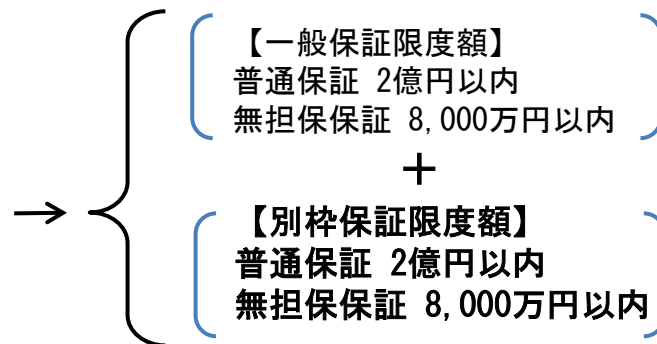 【一般保証限度額】
普通保証 2億円以内
無担保保証 8,000万円以内
＋
→
【別枠保証限度額】
普通保証 2億円以内
無担保保証 8,000万円以内